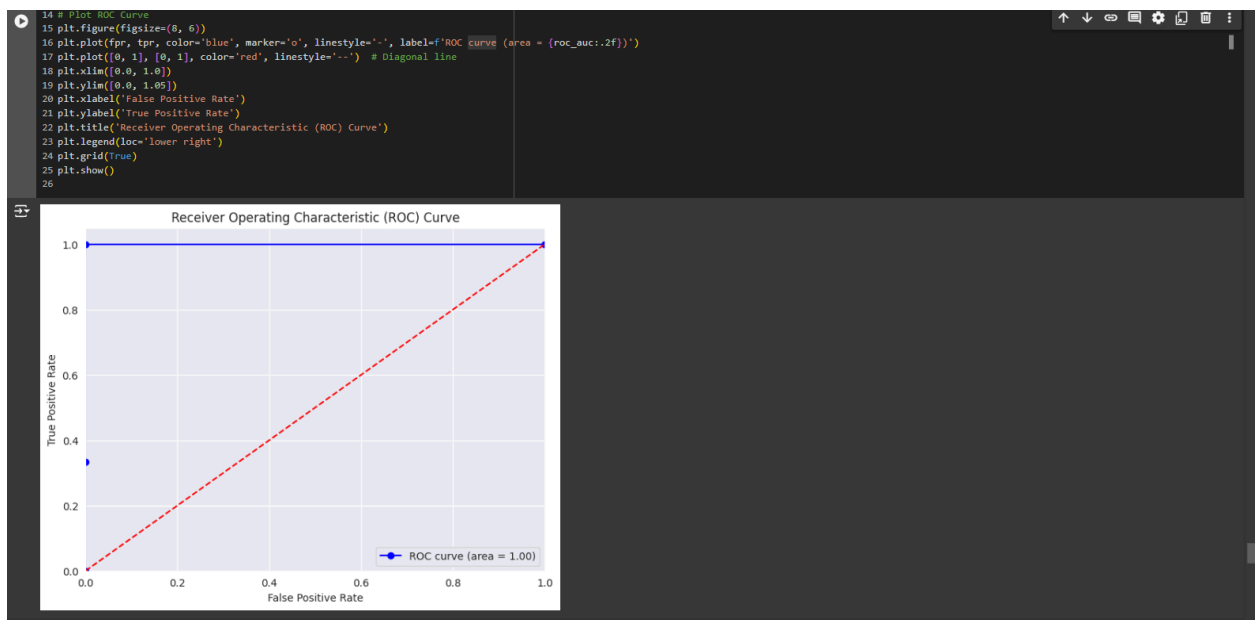 14 # Plot ROC Curve
15 plt.figure(figsize=(8, 6))
16 plt.plot(fpr, tpr, color='blue', marker='o', linestyle='-', label=f'ROC curve (area = {roc_auc:.2f})')
17 plt.plot([0, 1], [0, 1], color='red', linestyle='--')  # Diagonal line
18 plt.xlim([0.0, 1.0])
19 plt.ylim([0.0, 1.05])
20 plt.xlabel('False Positive Rate')
21 plt.ylabel('True Positive Rate')
22 plt.title('Receiver Operating Characteristic (ROC) Curve')
23 plt.legend(loc='lower right')
24 plt.grid(True)
25 plt.show()
26
Receiver Operating Characteristic (ROC) Curve
1.0
0.8
0.6
0.4
0.2
0.0
True Positive Rate
ROC curve (area = 1.00)
0.0 0.2 0.4 0.6 0.8 1.0
False Positive Rate